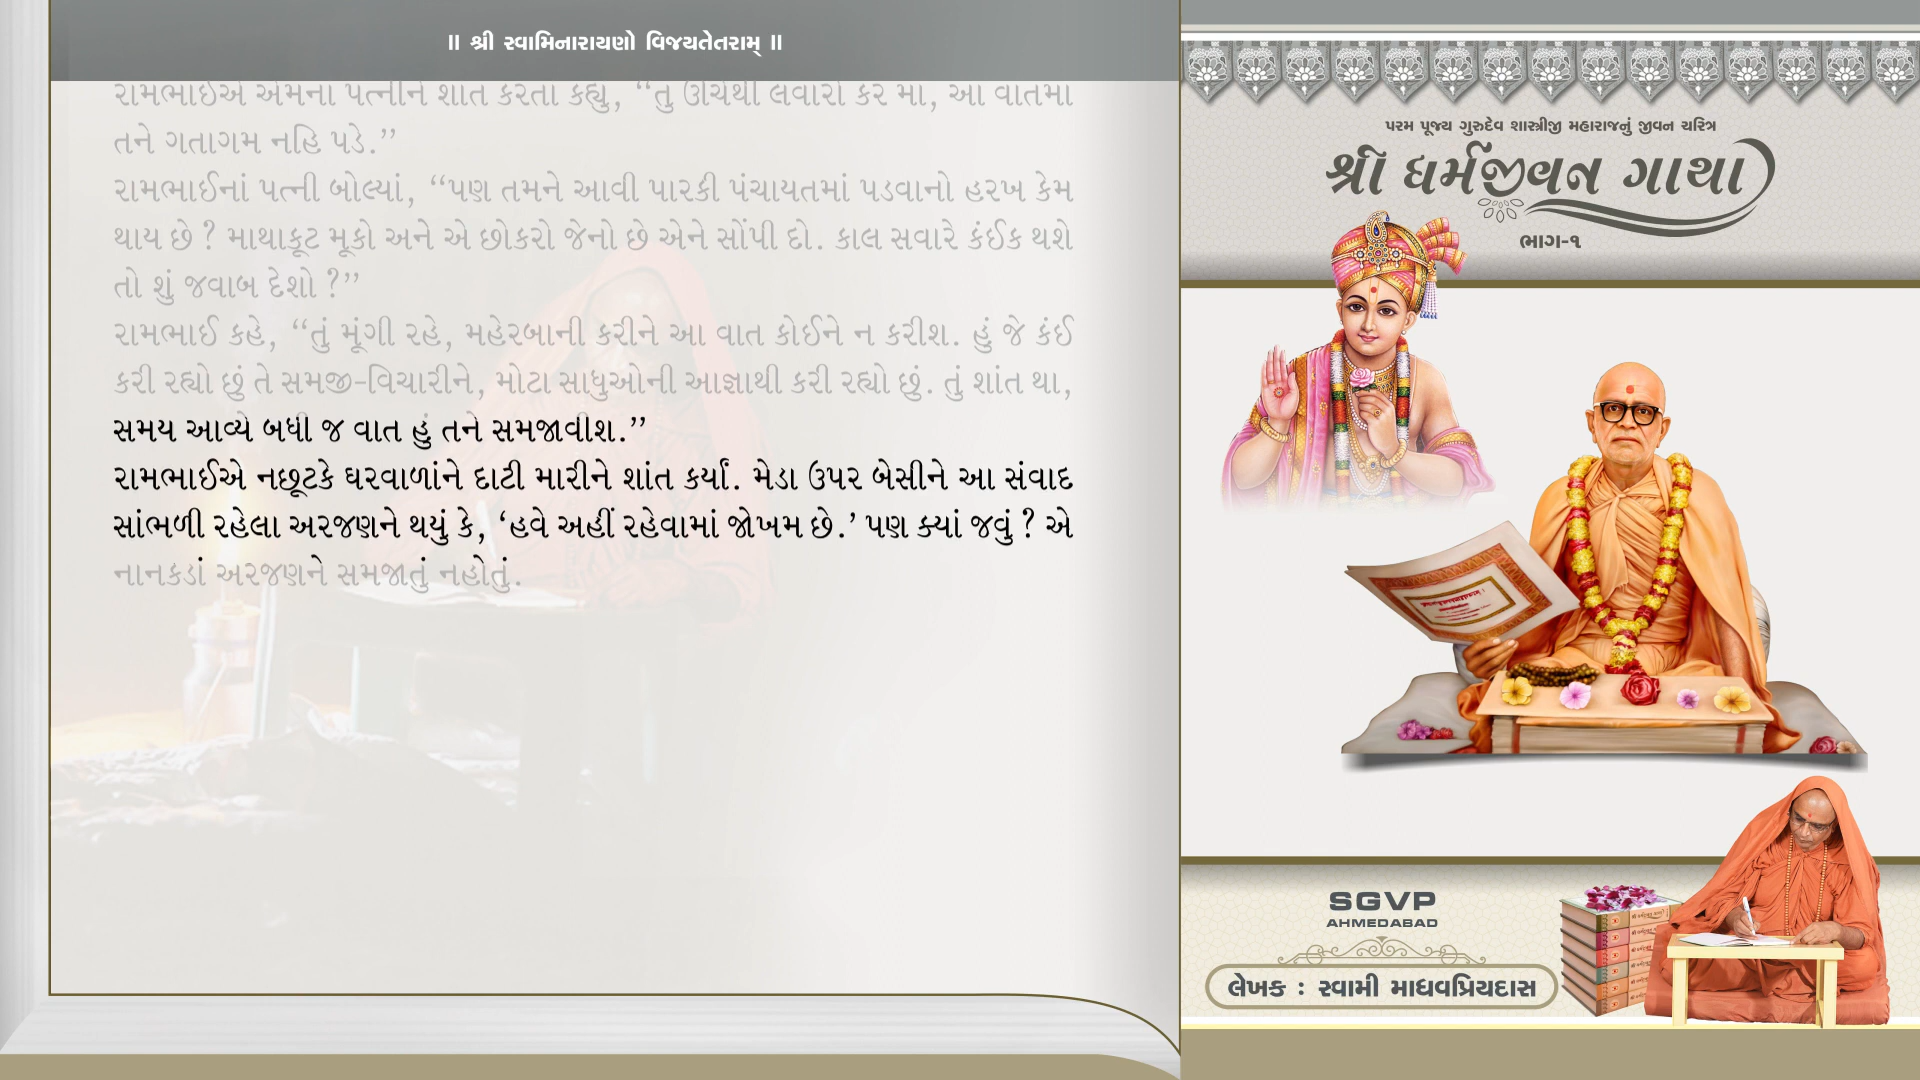 ॥ શ્રી સ્વામિનારાયણો વિજયતેતરામ્ ॥
રામભાઈએ એમનાં પત્નીને શાંત કરતાં કહ્યું, “તું ઊંચેથી લવારો કર મા, આ વાતમાં
તને ગતાગમ નહિ પડે.”
રામભાઈનાં પત્ની બોલ્યાં, “પણ તમને આવી પારકી પંચાયતમાં પડવાનો હરખ કેમ
થાય છે ? માથાકૂટ મૂકો અને એ છોકરો જેનો છે એને સોંપી દો. કાલ સવારે કંઈક થશે
તો શું જવાબ દેશો ?”
રામભાઈ કહે, “તું મૂંગી રહે, મહેરબાની કરીને આ વાત કોઈને ન કરીશ. હું જે કંઈ
કરી રહ્યો છું તે સમજી-વિચારીને, મોટા સાધુઓની આજ્ઞાથી કરી રહ્યો છું. તું શાંત થા,
સમય આવ્યે બધી જ વાત હું તને સમજાવીશ.”
રામભાઈએ નછૂટકે ઘરવાળાંને દાટી મારીને શાંત કર્યાં. મેડા ઉપર બેસીને આ સંવાદ
સાંભળી રહેલા અરજણને થયું કે, ‘હવે અહીં રહેવામાં જોખમ છે.’ પણ ક્યાં જવું ? એ
નાનકડાં અરજણને સમજાતું નહોતું.
પરમ પૂજ્ય ગુરુદેવ શાસ્ત્રીજી મહારાજનું જીવન ચરિત્ર
શ્રી ધર્મજીવન ગાથા
ભાગ-૧
SGVP
AHMEDABAD
લેખક : સ્વામી માધવપ્રિયદાસ